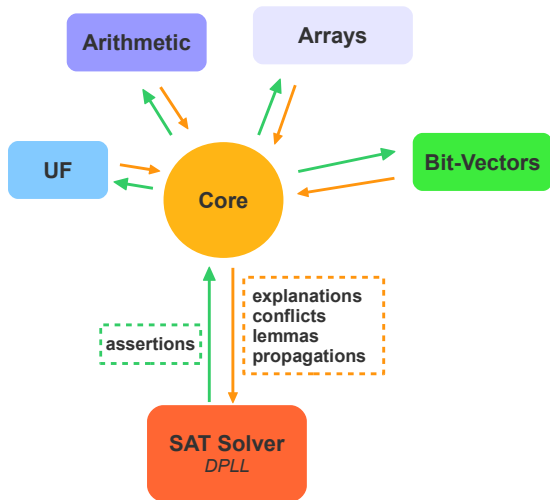 Arrays
Arithmetic
UF
Bit-Vectors
Core
assertions
explanations
conflicts
lemmas
propagations
SAT Solver
DPLL